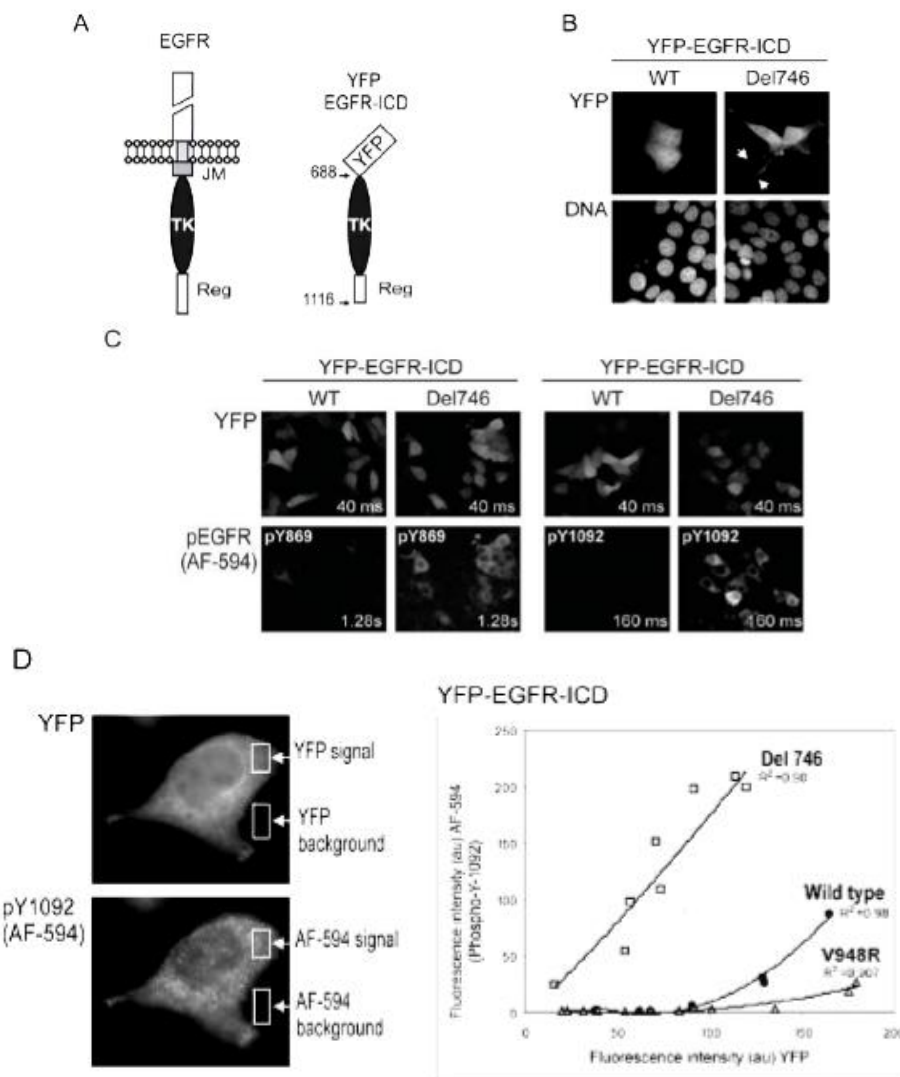 A
EGFR
YFP
EGFR-ICD
YFP
688
JM
TK
TK
Reg
Reg
1116
B
YFP-EGFR-ICD
WT Del746
YFP
DNA
C
YFP-EGFR-ICD YFP-EGFR-ICD
WT Del746 WT Del746
YFP
40 ms 40 ms 40 ms 40 ms
pEGFR
(AF-594)
pY869 pY869 pY1092 pY1092
1.28s 1.28s 160 ms 160 ms
D
YFP
YFP signal
YFP
background
pY1092
(AF-594)
AF-594 signal
AF-594
background
YFP-EGFR-ICD
Fluorescence intensity (au) AF-594
(Phospho-Y-1092)
250
200
150
100
50
0
0 50 100 150 200
Del 746
Wild type
R² =0.98
V948R
Fluorescence intensity (au) YFP